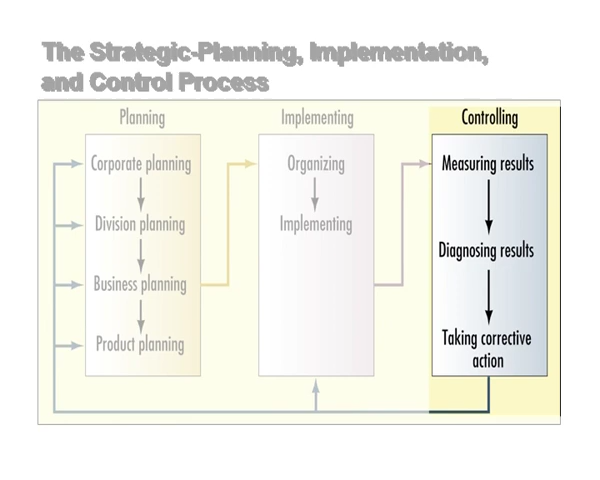 The Strategic-Planning, Implementation,
and Control Process
Planning
Corporate planning
Division planning
Business planning
Product planning
Implementing
Organizing
Implementing
Controlling
Measuring results
Diagnosing results
Taking corrective
action